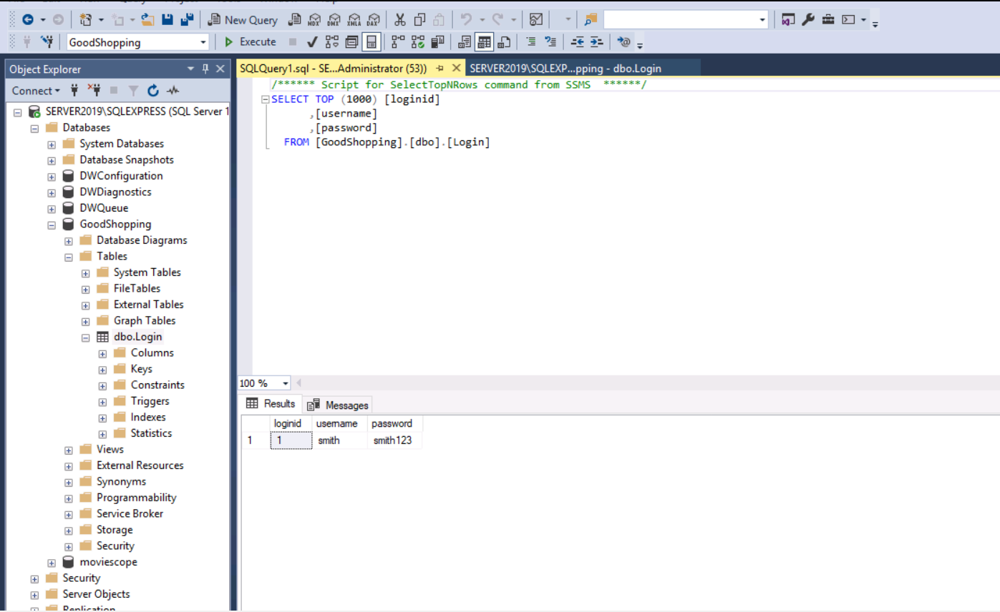 New Query MDX DMX XMLA DAX
GoodShopping Execute
Object Explorer
SQLQuery1.sql - SE...Administrator (53)) SERVER2019\SQLEXP...pping - dbo.Login
Connect
SERVER2019\SQLEXPRESS (SQL Server 1
Databases
System Databases
Database Snapshots
DWConfiguration
DWDiagnostics
DWQueue
GoodShopping
Database Diagrams
Tables
System Tables
FileTables
External Tables
Graph Tables
dbo.Login
Columns
Keys
Constraints
Triggers
Indexes
Statistics
Views
External Resources
Synonyms
Programmability
Service Broker
Storage
Security
moviescope
Security
Server Objects
Replication
/****** Script for SelectTopNRows command from SSMS ******/
SELECT TOP (1000) [loginid]
,[username]
,[password]
FROM [GoodShopping].[dbo].[Login]
100 %
Results Messages
loginid username password
1 1 smith smith123